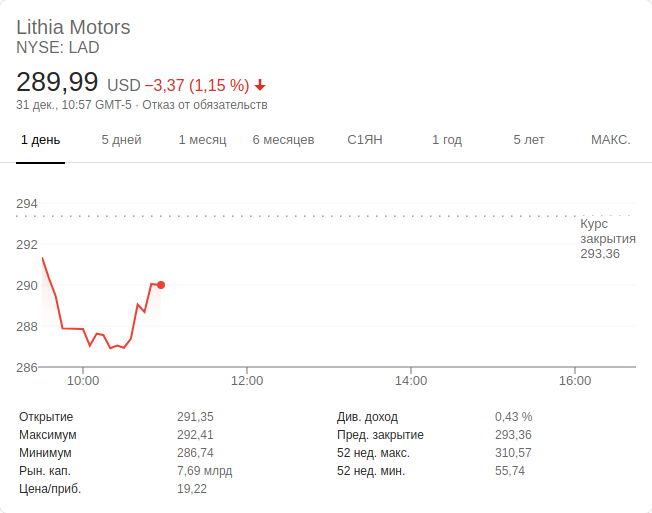 Lithia Motors
NYSE: LAD
289,99 USD −3,37 (1,15 %)
31 дек., 10:57 GMT-5 · Отказ от обязательств
1 день 5 дней 1 месяц 6 месяцев С1ЯН 1 год 5 лет МАКС.
294
292
290
288
286
Курс
закрытия
293,36
10:00 12:00 14:00 16:00
Открытие 291,35
Максимум 292,41
Минимум 286,74
Рын. кап. 7,69 млрд
Цена/приб. 19,22
Див. доход 0,43 %
Пред. закрытие 293,36
52 нед. макс. 310,57
52 нед. мин. 55,74